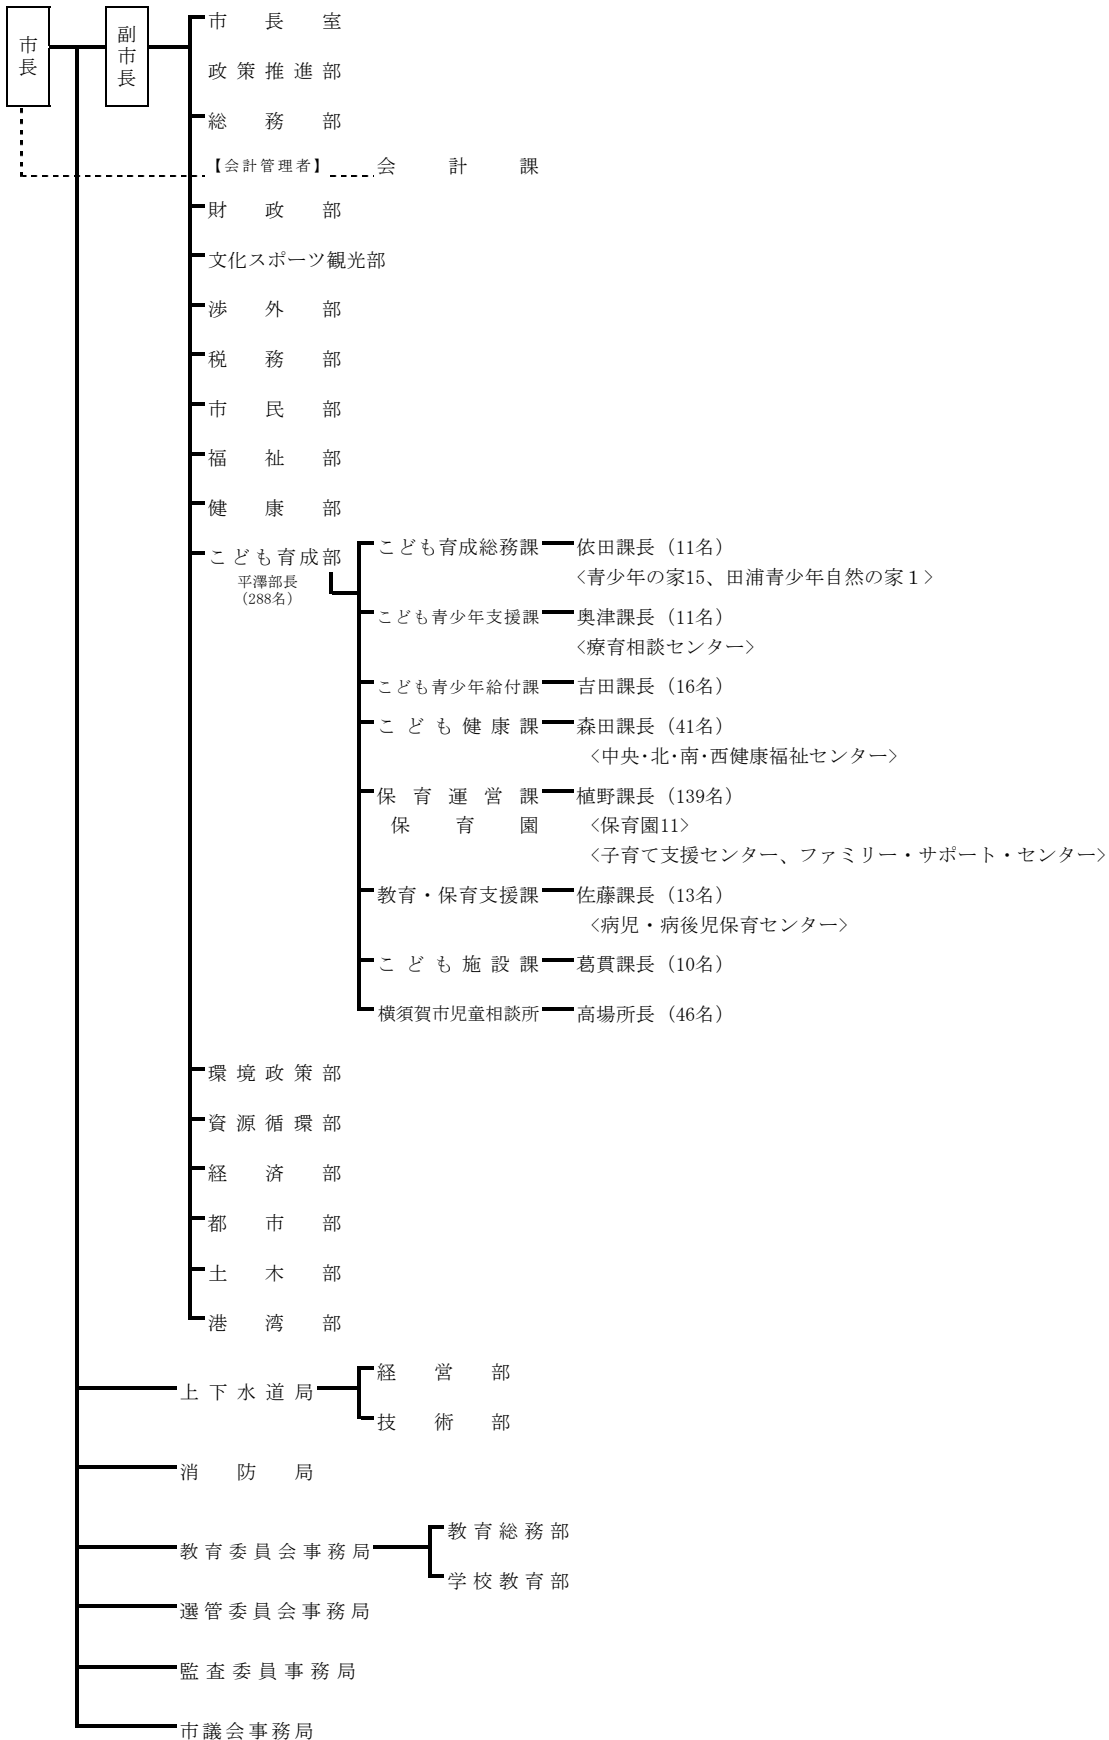 市長
副市長
市長室
政策推進部
総務部
【会計管理者】 会計課
財政部
文化スポーツ観光部
渉外部
税務部
市民部
福祉部
健康部
こども育成部
平澤部長
（288名）
こども育成総務課 依田課長（11名）
<青少年の家15、田浦青少年自然の家１>
こども青少年支援課 奥津課長（11名）
<療育相談センター>
こども青少年給付課 吉田課長（16名）
こども健康課 森田課長（41名）
<中央･北･南･西健康福祉センター>
保育運営課 植野課長（139名）
保育園 <保育園11>
<子育て支援センター、ファミリー・サポート・センター>
教育・保育支援課 佐藤課長（13名）
<病児・病後児保育センター>
こども施設課 葛貫課長（10名）
横須賀市児童相談所 高場所長（46名）
環境政策部
資源循環部
経済部
都市部
土木部
港湾部
上下水道局
経営部
技術部
消防局
教育委員会事務局
教育総務部
学校教育部
選管委員会事務局
監査委員事務局
市議会事務局